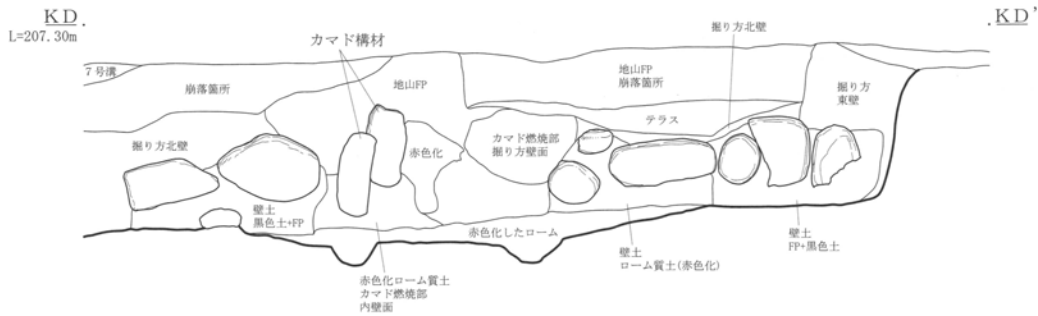 KD .
L=207.30m
. KD'
カマド構材
掘り方北壁
7号溝
崩落箇所
地山FP
地山FP
崩落箇所
掘り方
東壁
テラス
掘り方北壁
赤色化
カマド燃焼部
掘り方壁面
壁土
黒色土+FP
赤色化したローム
壁土
FP+黒色土
壁土
ローム質土(赤色化)
赤色化ローム質土
カマド燃焼部
内壁面